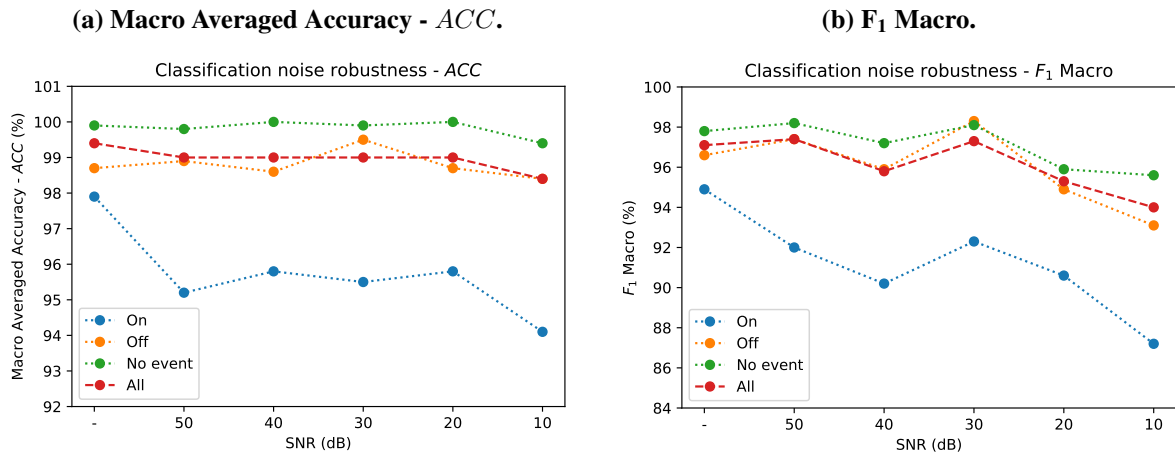 (a) Macro Averaged Accuracy - ACC.
Classification noise robustness - ACC
Macro Averaged Accuracy - ACC (%)
101
100
99
98
97
96
95
94
93
92
On
Off
No event
All
- 50 40 30 20 10
SNR (dB)
(b) F1 Macro.
Classification noise robustness - F1 Macro
F1 Macro (%)
100
98
96
94
92
90
88
86
84
On
Off
No event
All
- 50 40 30 20 10
SNR (dB)